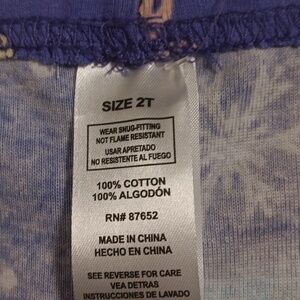 SIZE 2T
WEAR SNUG-FITTING
NOT FLAME RESISTANT
USAR APRETADO
NO RESISTENTE AL FUEGO
100% COTTON
100% ALGODÓN
RN# 87652
MADE IN CHINA
HECHO EN CHINA
SEE REVERSE FOR CARE
VEA DETRAS
INSTRUCCIONES DE LAVADO